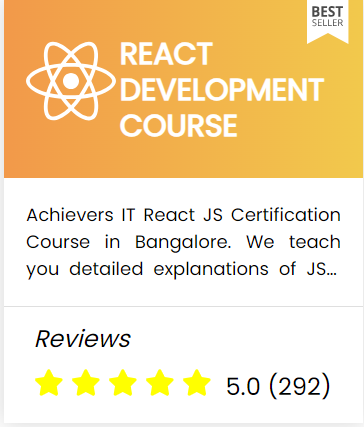 BEST
SELLER
REACT
DEVELOPMENT
COURSE
Achievers IT React JS Certification
Course in Bangalore. We teach
you detailed explanations of JS...
Reviews
5.0 (292)